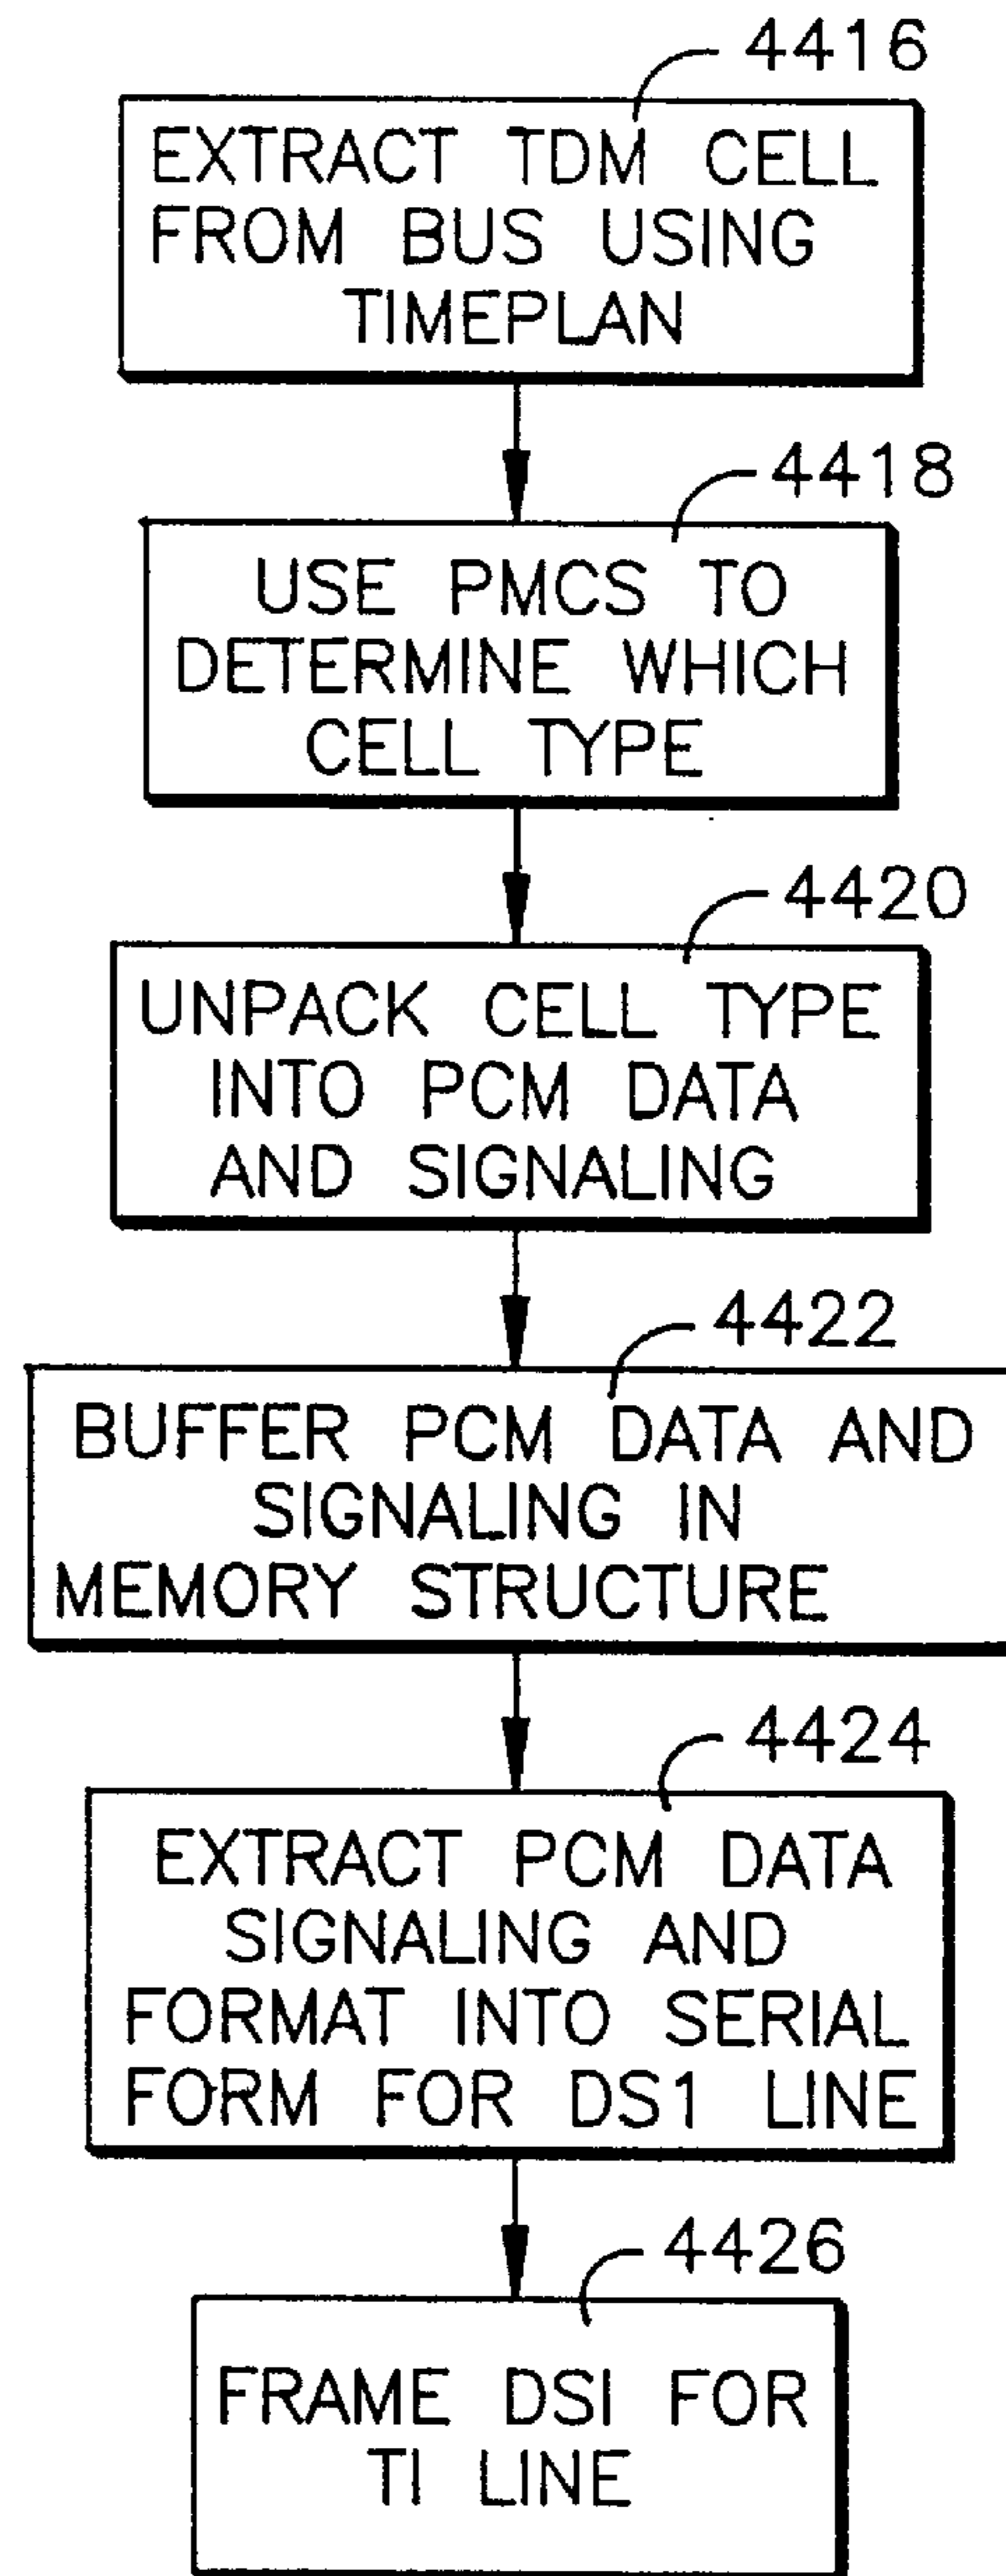 4416
EXTRACT TDM CELL
FROM BUS USING
TIMEPLAN
4418
USE PMCS TO
DETERMINE WHICH
CELL TYPE
4420
UNPACK CELL TYPE
INTO PCM DATA
AND SIGNALING
4422
BUFFER PCM DATA AND
SIGNALING IN
MEMORY STRUCTURE
4424
EXTRACT PCM DATA
SIGNALING AND
FORMAT INTO SERIAL
FORM FOR DS1 LINE
4426
FRAME DSI FOR
TI LINE